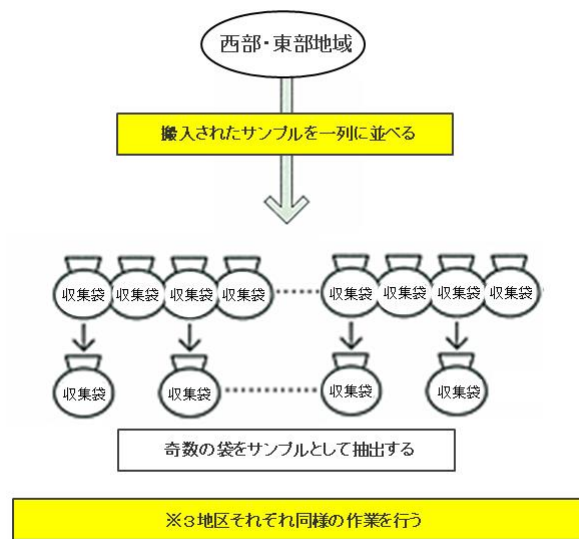 西部・東部地域
搬入されたサンプルを一列に並べる
収集袋 収集袋 収集袋 収集袋 収集袋 収集袋 収集袋 収集袋
収集袋 収集袋 収集袋 収集袋
奇数の袋をサンプルとして抽出する
※3地区それぞれ同様の作業を行う